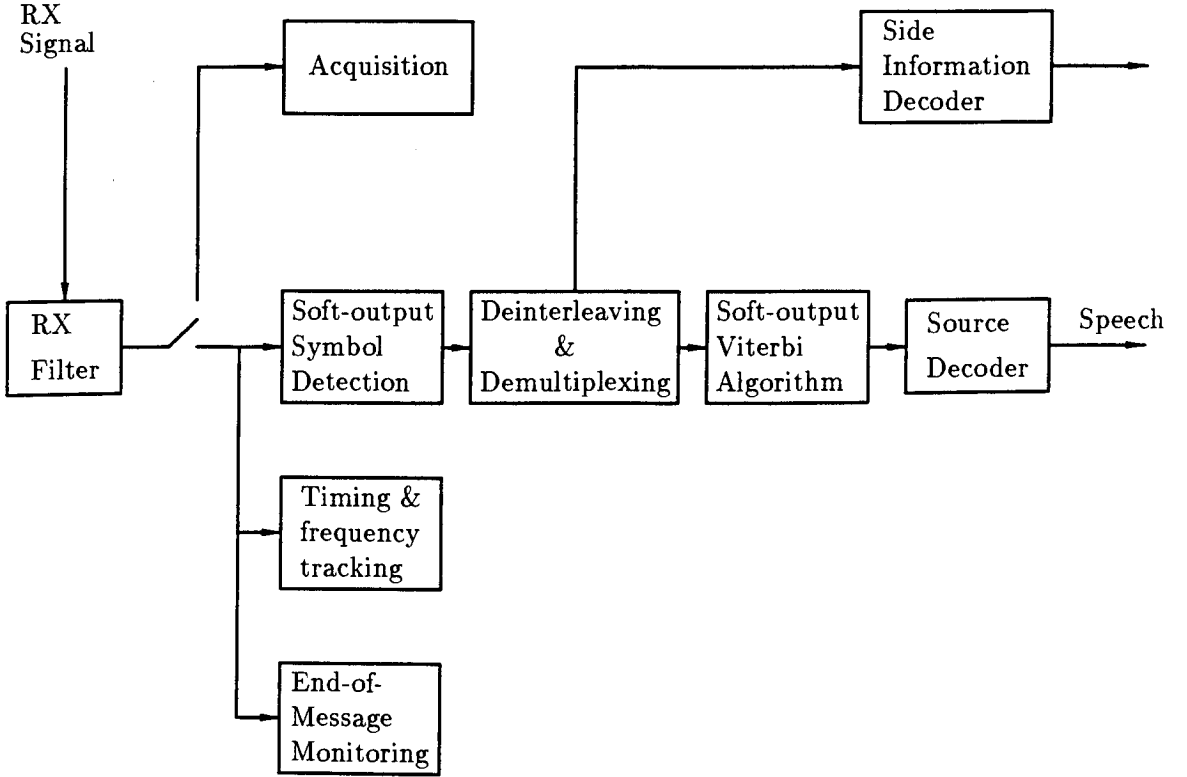 RX
Signal
Acquisition
Side
Information
Decoder
RX
Filter
Soft-output
Symbol
Detection
Deinterleaving
&
Demultiplexing
Soft-output
Viterbi
Algorithm
Source
Decoder
Speech
Timing &
frequency
tracking
End-of-
Message
Monitoring